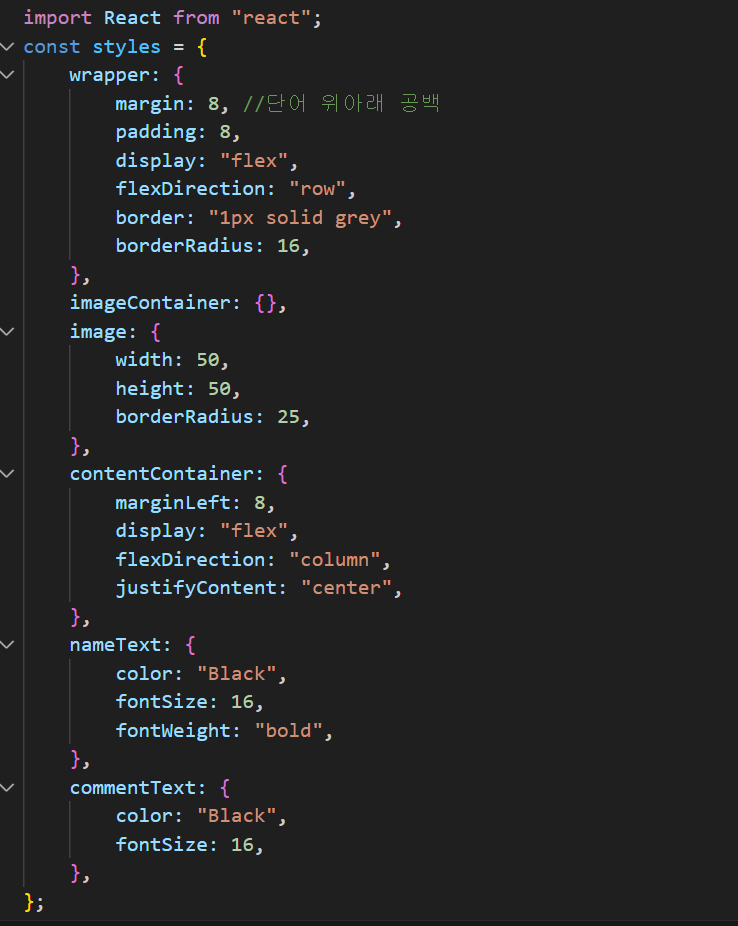 import React from "react";
const styles = {
    wrapper: {
        margin: 8, //단어 위아래 공백
        padding: 8,
        display: "flex",
        flexDirection: "row",
        border: "1px solid grey",
        borderRadius: 16,
    },
    imageContainer: {},
    image: {
        width: 50,
        height: 50,
        borderRadius: 25,
    },
    contentContainer: {
        marginLeft: 8,
        display: "flex",
        flexDirection: "column",
        justifyContent: "center",
    },
    nameText: {
        color: "Black",
        fontSize: 16,
        fontWeight: "bold",
    },
    commentText: {
        color: "Black",
        fontSize: 16,
    },
};